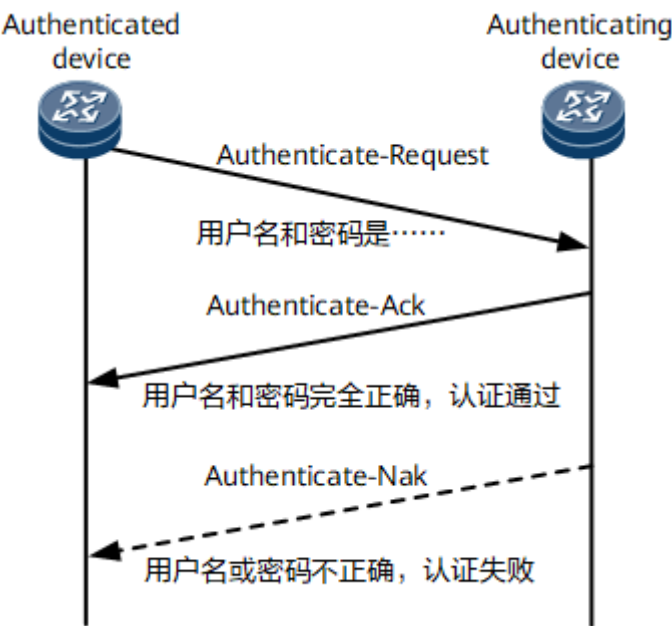 Authenticated
device
Authenticating
device
Authenticate-Request
用户名和密码是……
Authenticate-Ack
用户名和密码完全正确，认证通过
Authenticate-Nak
用户名或密码不正确，认证失败